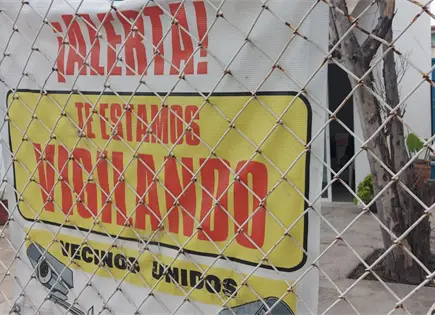 ¡ALERTA!
TE ESTAMOS
VIGILANDO
VECINOS UNIDOS